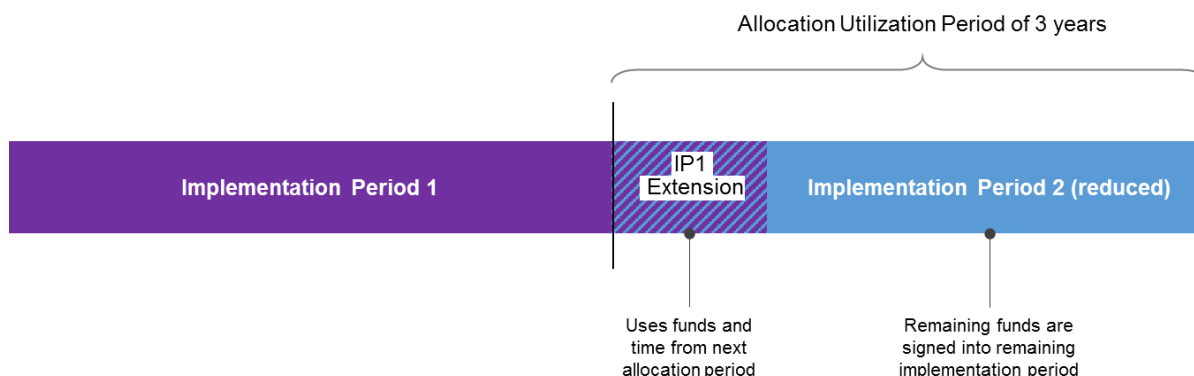 Allocation Utilization Period of 3 years
Implementation Period 1
IP1
Extension
Implementation Period 2 (reduced)
Uses funds and
time from next
allocation period
Remaining funds are
signed into remaining
implementation period